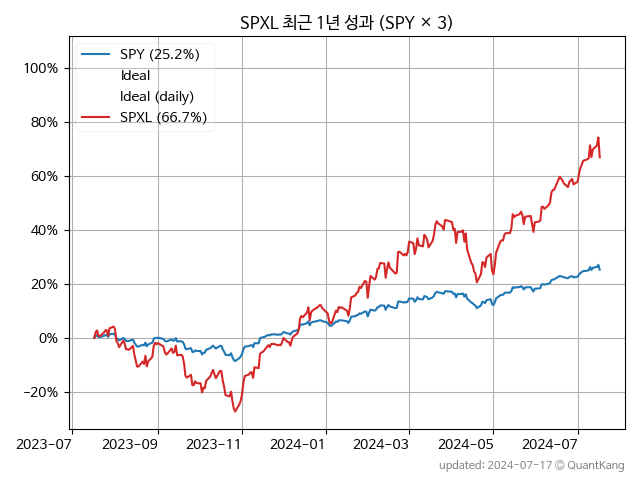 SPXL 최근 1년 성과 (SPY × 3)
SPY (25.2%)
Ideal
Ideal (daily)
SPXL (66.7%)
100%
80%
60%
40%
20%
0%
−20%
2023−07 2023−09 2023−11 2024−01 2024−03 2024−05 2024−07
updated: 2024-07-17 © QuantKang